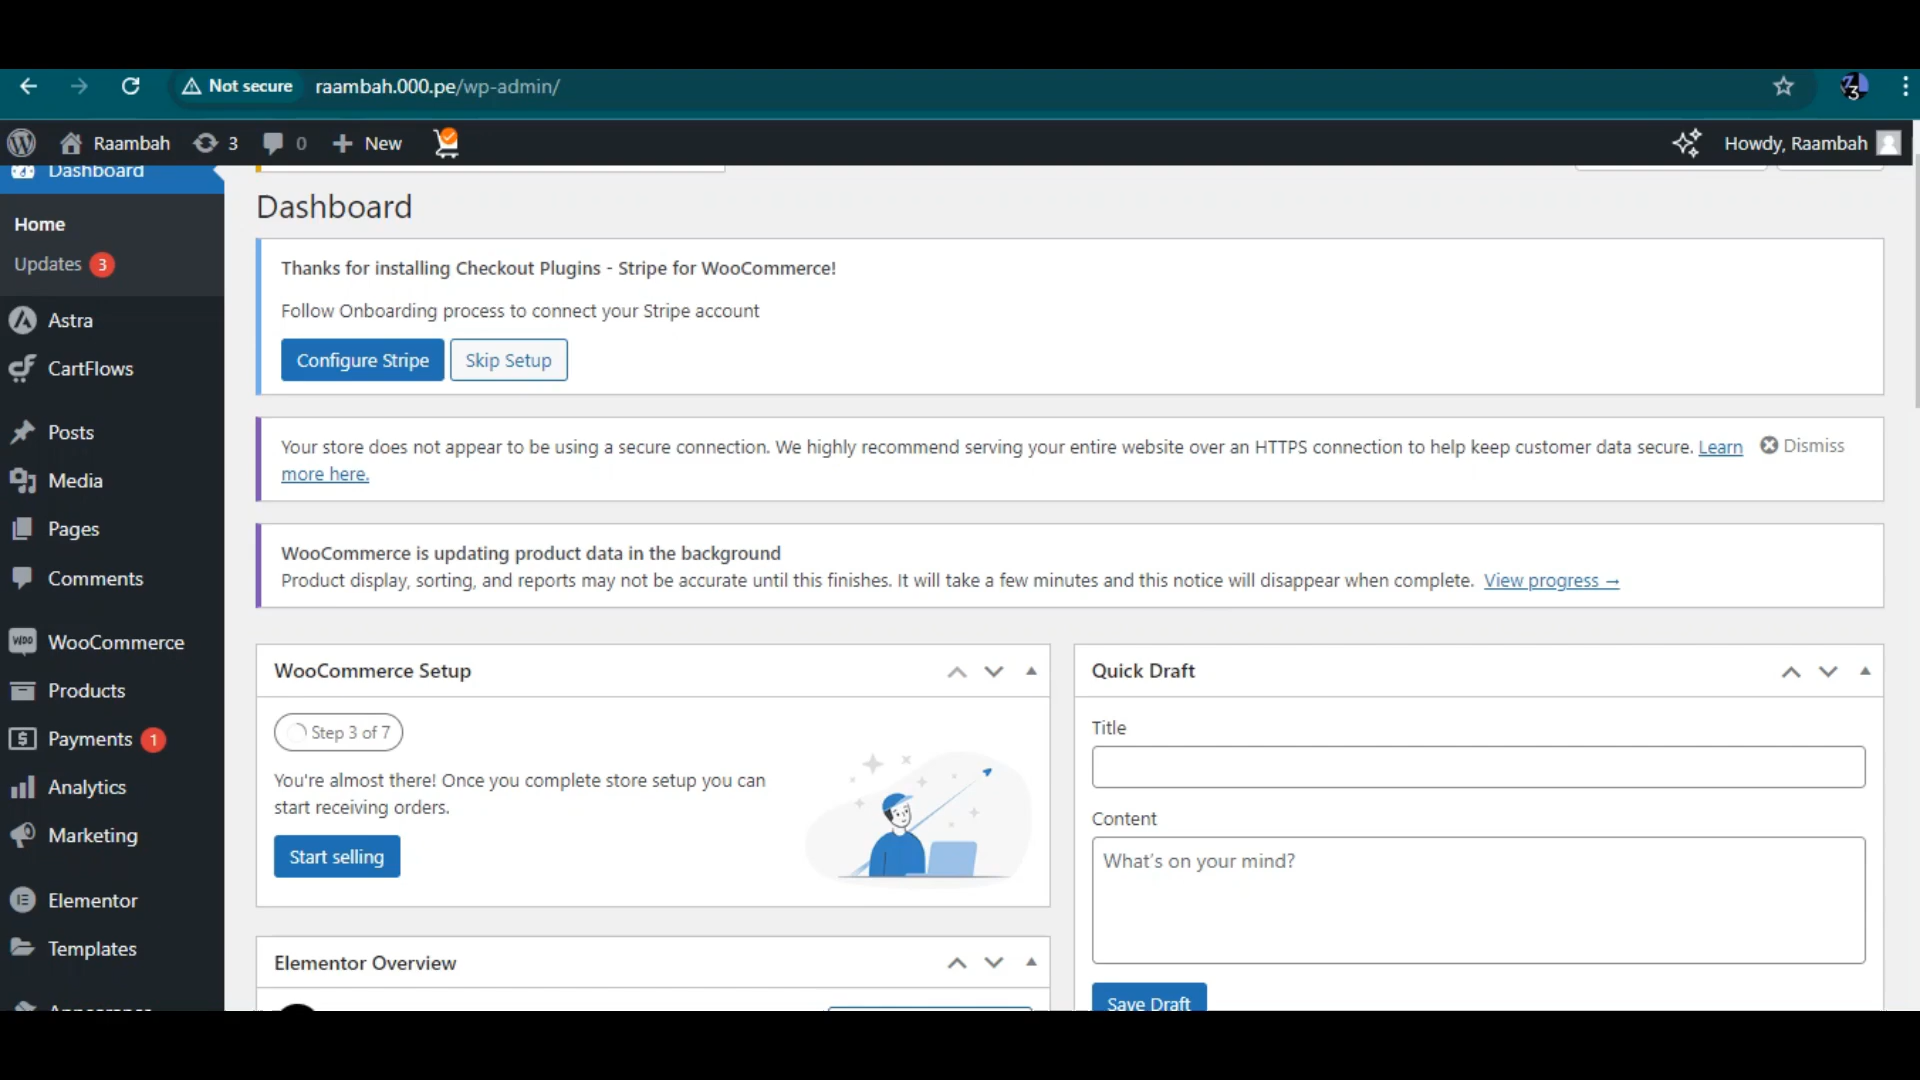 Not secure raambah.000.pe/wp-admin/
Raambah 3 0 New Howdy, Raambah
Dashboard
Home
Updates 3
Astra
CartFlows
Posts
Media
Pages
Comments
WooCommerce
Products
Payments 1
Analytics
Marketing
Elementor
Templates
Appearance
Dashboard
Thanks for installing Checkout Plugins - Stripe for WooCommerce!
Follow Onboarding process to connect your Stripe account
Configure Stripe Skip Setup
Your store does not appear to be using a secure connection. We highly recommend serving your entire website over an HTTPS connection to help keep customer data secure. Learn
more here.
Dismiss
WooCommerce is updating product data in the background
Product display, sorting, and reports may not be accurate until this finishes. It will take a few minutes and this notice will disappear when complete. View progress →
WooCommerce Setup
Step 3 of 7
You're almost there! Once you complete store setup you can
start receiving orders.
Start selling
Elementor Overview
Quick Draft
Title
Content
What's on your mind?
Save Draft